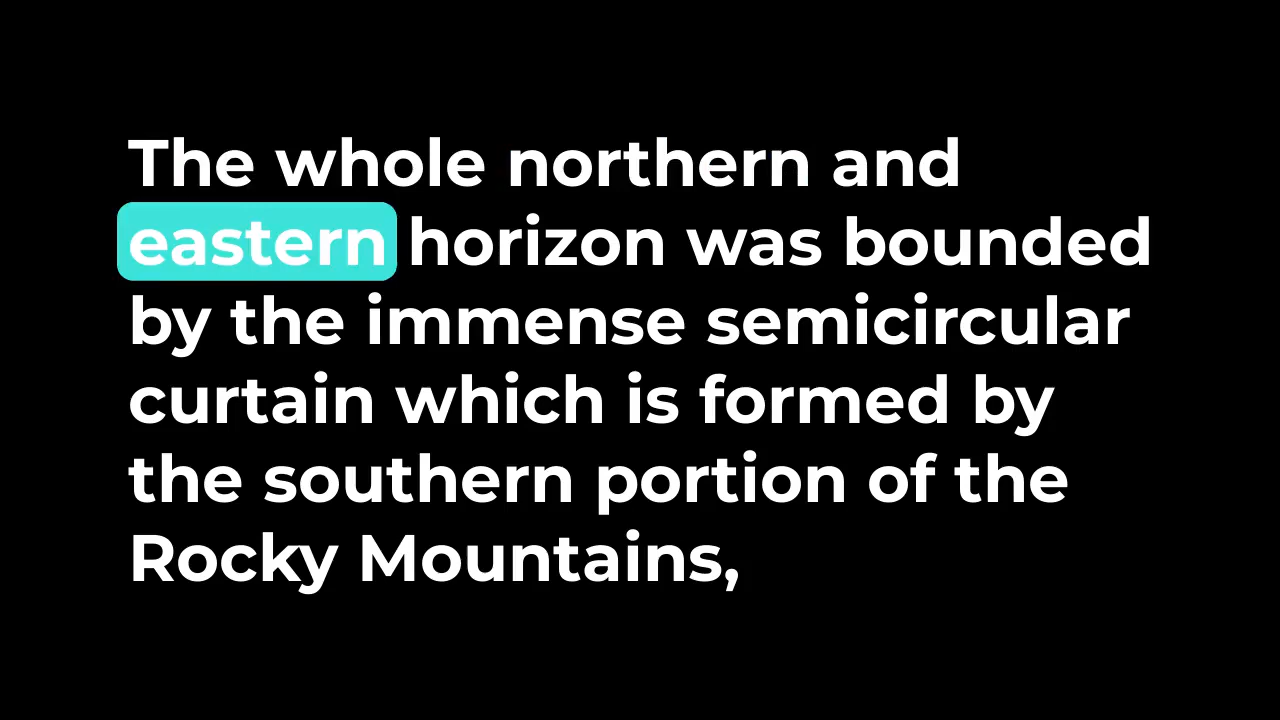 The whole northern and
eastern horizon was bounded
by the immense semicircular
curtain which is formed by
the southern portion of the
Rocky Mountains,